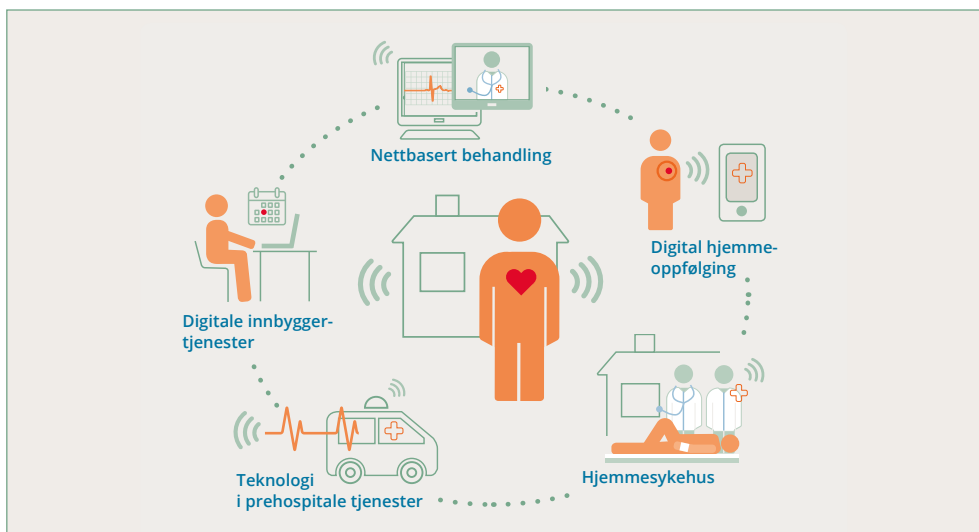 Nettbasert behandling
Digital hjemme-
oppfølging
Digitale innbygger-
tjenester
Hjemmesykehus
Teknologi
i prehospitale tjenester